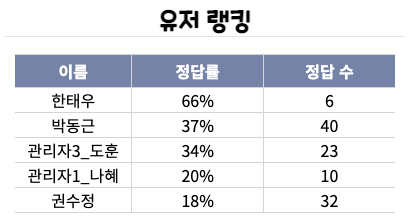 유저 랭킹
이름 정답률 정답 수
한태우 66% 6
박동근 37% 40
관리자3_도훈 34% 23
관리자1_나혜 20% 10
권수정 18% 32